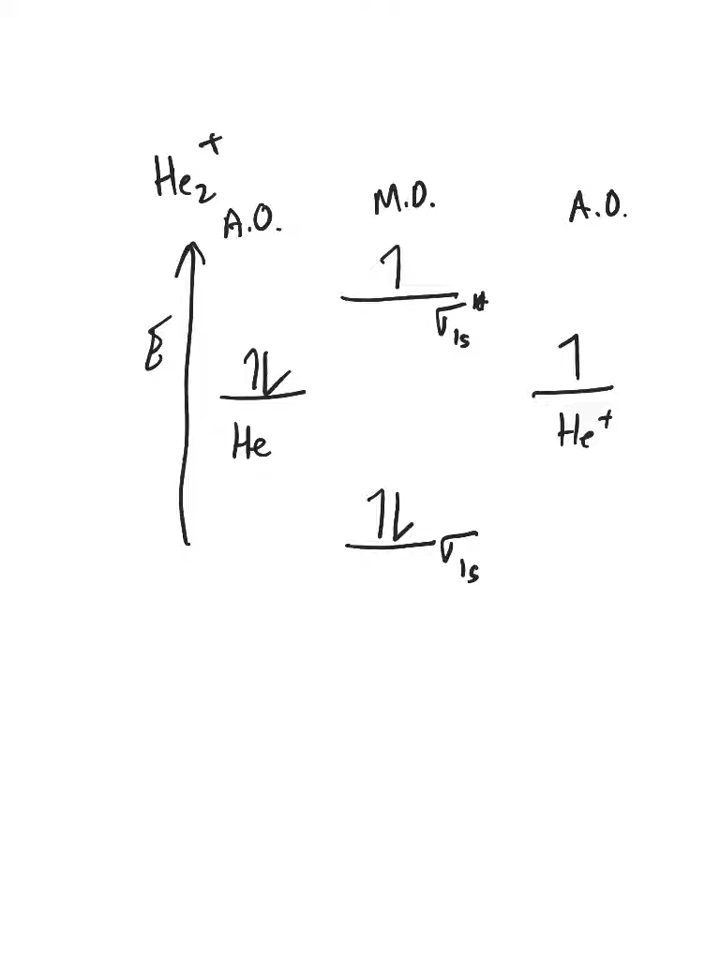 He₂⁺
A.O. M.O. A.O.
↿
σ₁ₛ*
E ↿⇂ ↿
He He⁺
↿⇂ σ₁ₛ